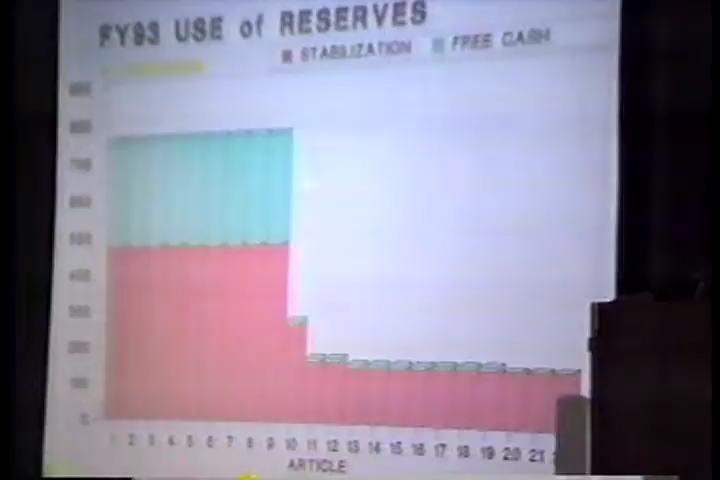 FY93 USE of RESERVES
STABILIZATION FREE CASH
800
700
600
500
400
300
200
0
1 2 3 4 5 6 7 8 9 10 11 12 13 14 15 16 17 18 19 20 21
ARTICLE